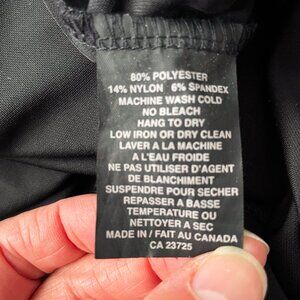 80% POLYESTER
14% NYLON 6% SPANDEX
MACHINE WASH COLD
NO BLEACH
HANG TO DRY
LOW IRON OR DRY CLEAN
LAVER A LA MACHINE
A L'EAU FROIDE
NE PAS UTILISER D'AGENT
DE BLANCHIMENT
SUSPENDRE POUR SECHER
REPASSER A BASSE
TEMPERATURE OU
NETTOYER A SEC
MADE IN / FAIT AU CANADA
CA 23725